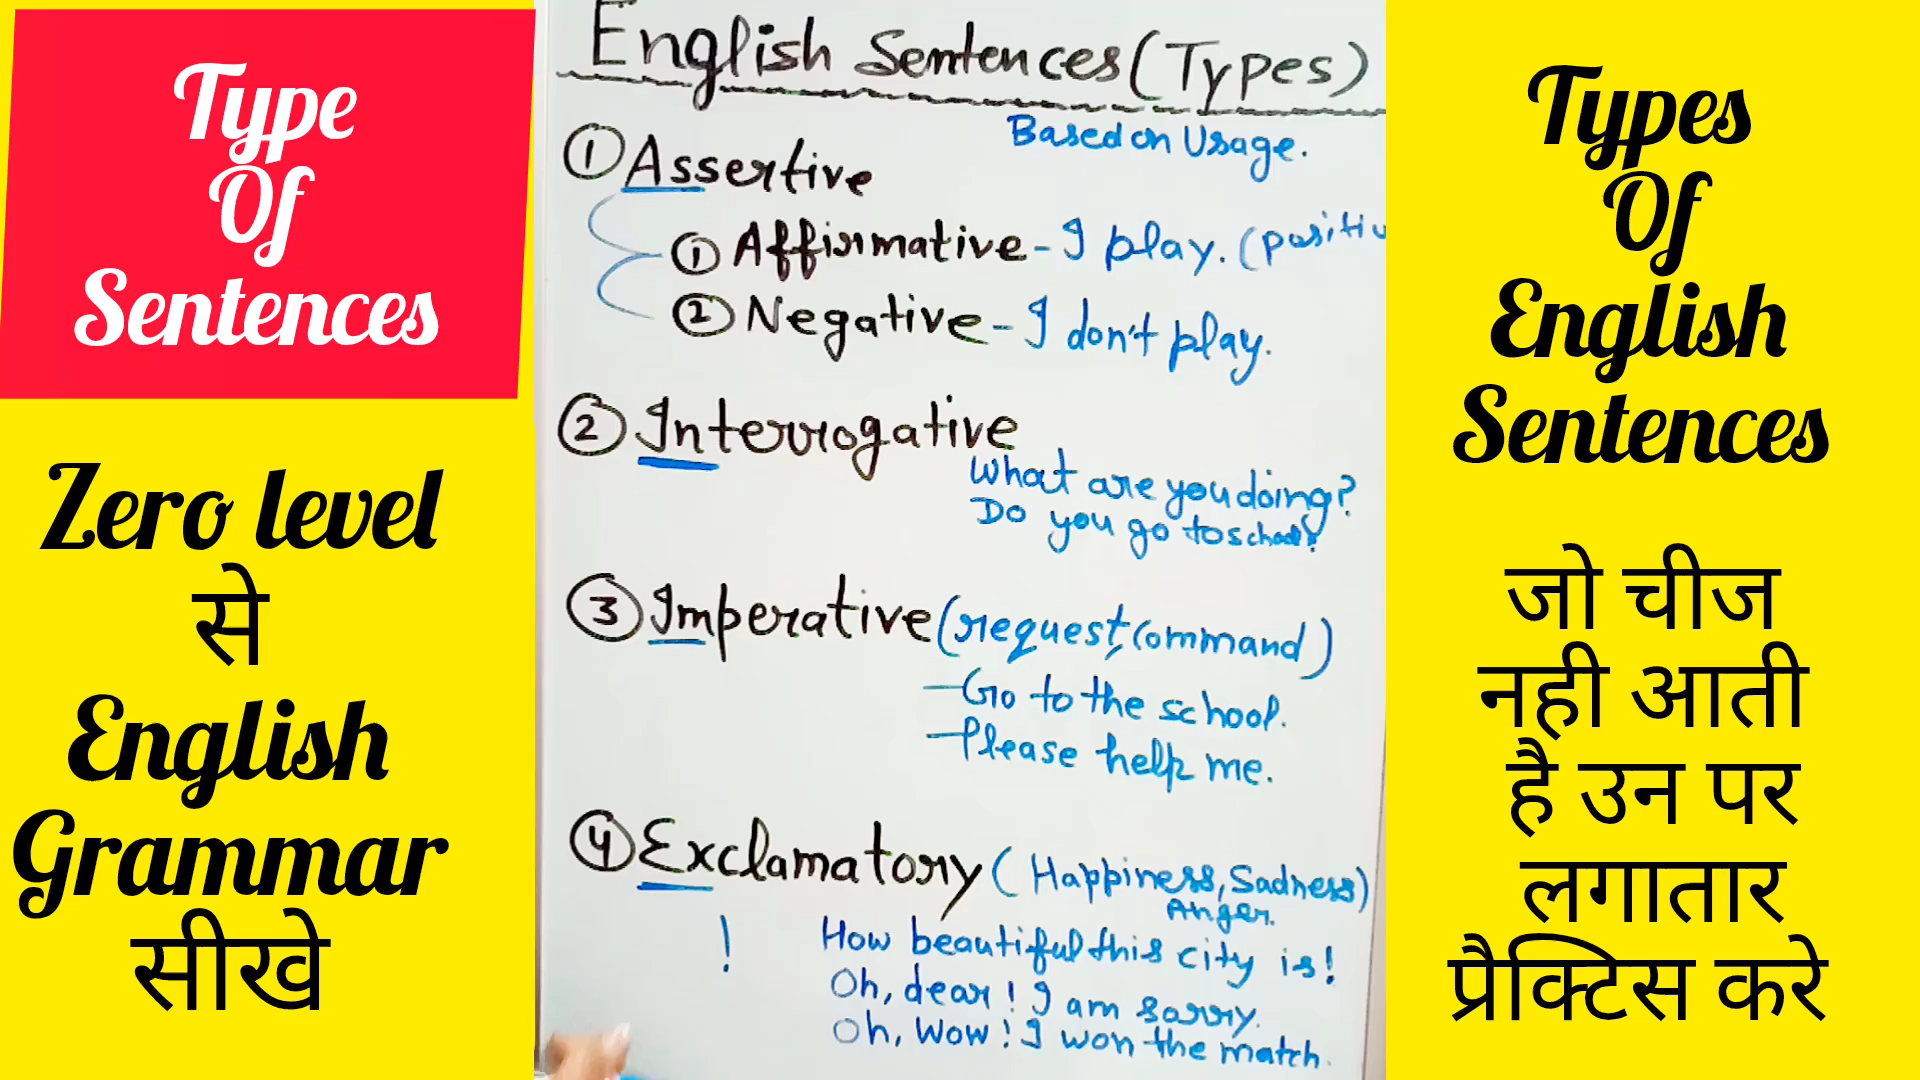 Type
Of
Sentences
Zero level
से
English
Grammar
सीखे
English Sentences (Types)
Based on Usage.
① Assertive
① Affirmative - I play. (positiv
② Negative - I don't play.
② Interrogative
What are you doing?
Do you go to school?
③ Imperative (request, command)
- Go to the school.
- Please help me.
④ Exclamatory ( Happiness, Sadness)
Anger.
! How beautiful this city is!
Oh, dear! I am sorry.
Oh, Wow! I won the match.
Types
Of
English
Sentences
जो चीज
नही आती
है उन पर
लगातार
प्रैक्टिस करे